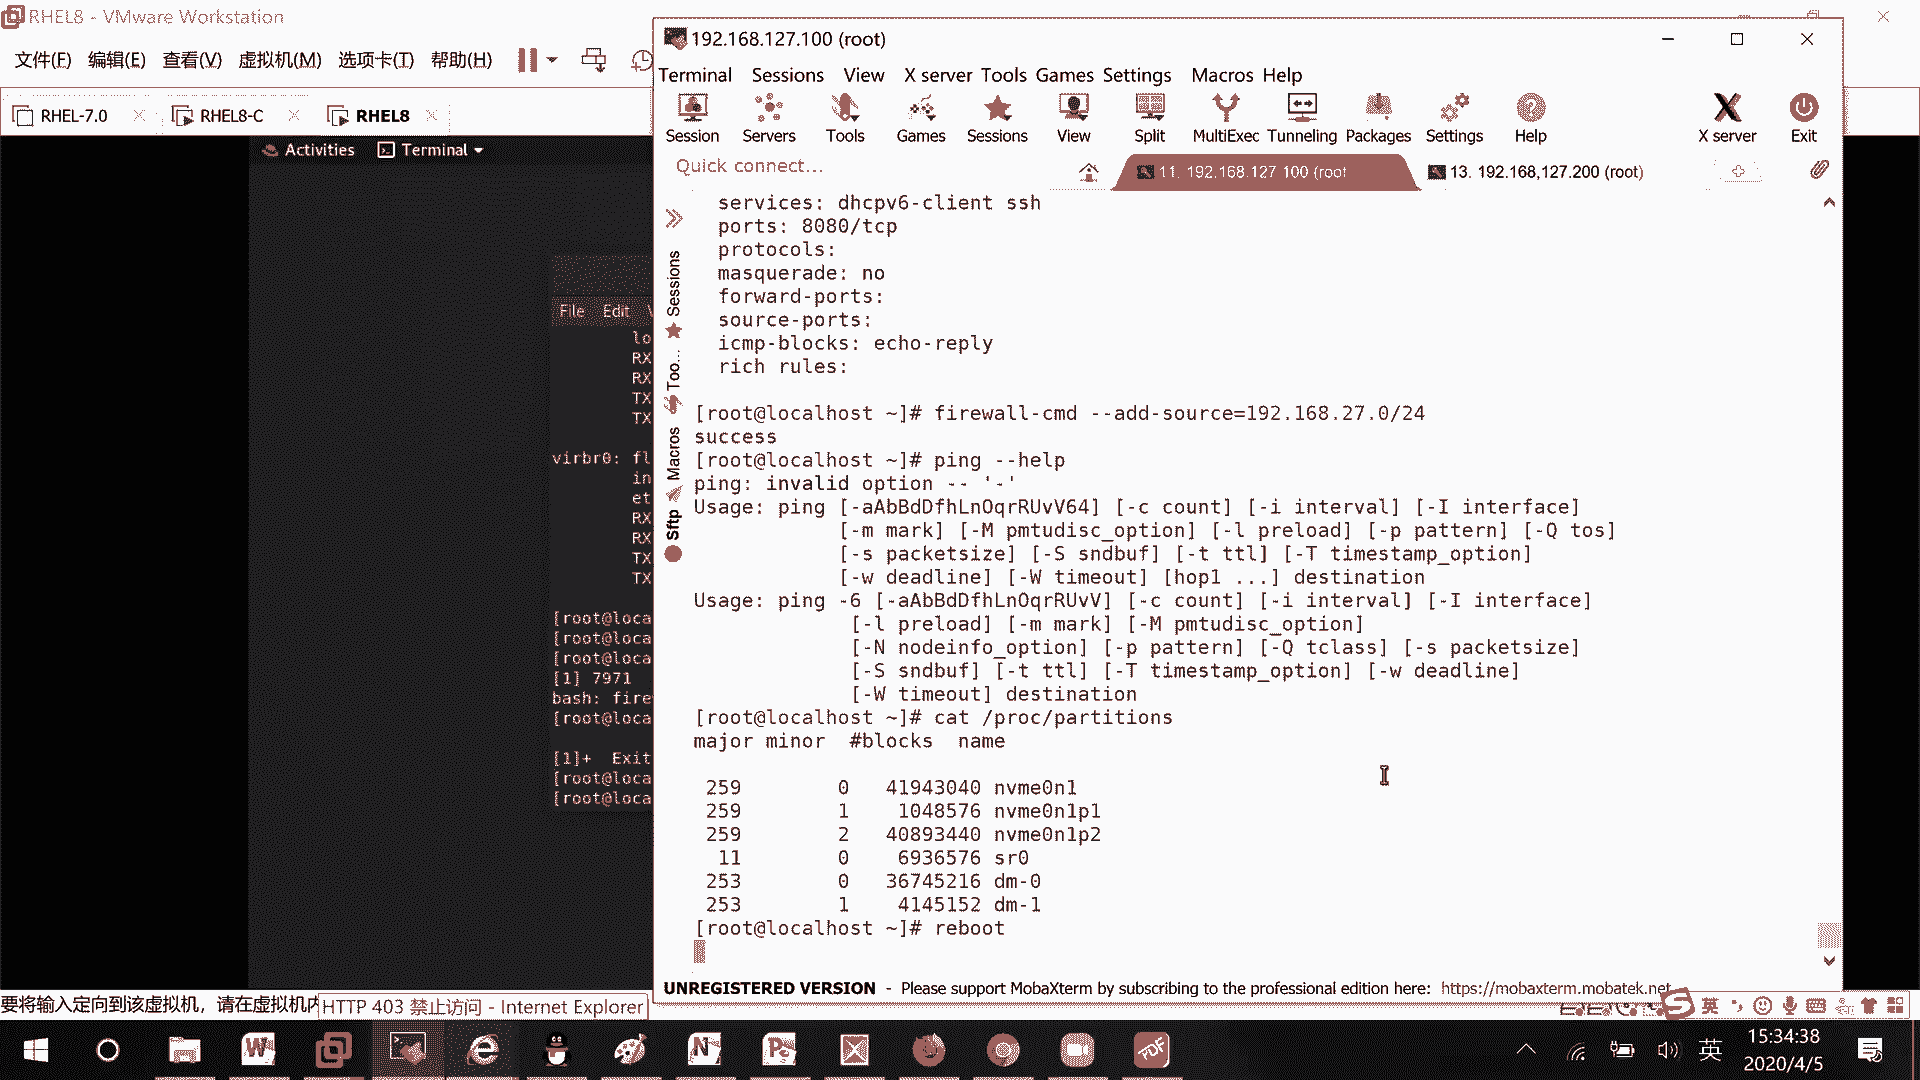 RHEL8 - VMware Workstation
文件(F) 编辑(E) 查看(V) 虚拟机(M) 选项卡(T) 帮助(H)
RHEL-7.0
RHEL8-C
RHEL8
Activities
Terminal
File Edit
lo
RX
RX
TX
TX
virbr0: fl
in
et
RX
RX
TX
TX
[root@loca
[root@loca
[root@loca
[1] 7971
bash: fire
[root@loca
[1]+ Exit
[root@loca
[root@loca
192.168.127.100 (root)
Terminal Sessions View X server Tools Games Settings Macros Help
Session Servers Tools Games Sessions View Split MultiExec Tunneling Packages Settings Help X server Exit
Quick connect...
11. 192.168.127 100 (root
13. 192.168,127.200 (root)
Sessions
Too...
Macros
Sftp
services: dhcpv6-client ssh
ports: 8080/tcp
protocols:
masquerade: no
forward-ports:
source-ports:
icmp-blocks: echo-reply
rich rules:
[root@localhost ~]# firewall-cmd --add-source=192.168.27.0/24
success
[root@localhost ~]# ping --help
ping: invalid option -- '-'
Usage: ping [-aAbBdDfhLnOqrRUvV64] [-c count] [-i interval] [-I interface]
[-m mark] [-M pmtudisc_option] [-l preload] [-p pattern] [-Q tos]
[-s packetsize] [-S sndbuf] [-t ttl] [-T timestamp_option]
[-w deadline] [-W timeout] [hop1 ...] destination
Usage: ping -6 [-aAbBdDfhLnOqrRUvV] [-c count] [-i interval] [-I interface]
[-l preload] [-m mark] [-M pmtudisc_option]
[-N nodeinfo_option] [-p pattern] [-Q tclass] [-s packetsize]
[-S sndbuf] [-t ttl] [-T timestamp_option] [-w deadline]
[-W timeout] destination
[root@localhost ~]# cat /proc/partitions
major minor #blocks name
259 0 41943040 nvme0n1
259 1 1048576 nvme0n1p1
259 2 40893440 nvme0n1p2
11 0 6936576 sr0
253 0 36745216 dm-0
253 1 4145152 dm-1
[root@localhost ~]# reboot
UNREGISTERED VERSION - Please support MobaXterm by subscribing to the professional edition here: https://mobaxterm.mobatek.net
要将输入定向到该虚拟机，请在虚拟机内
HTTP 403 禁止访问 - Internet Explorer
英
英
15:34:38
2020/4/5